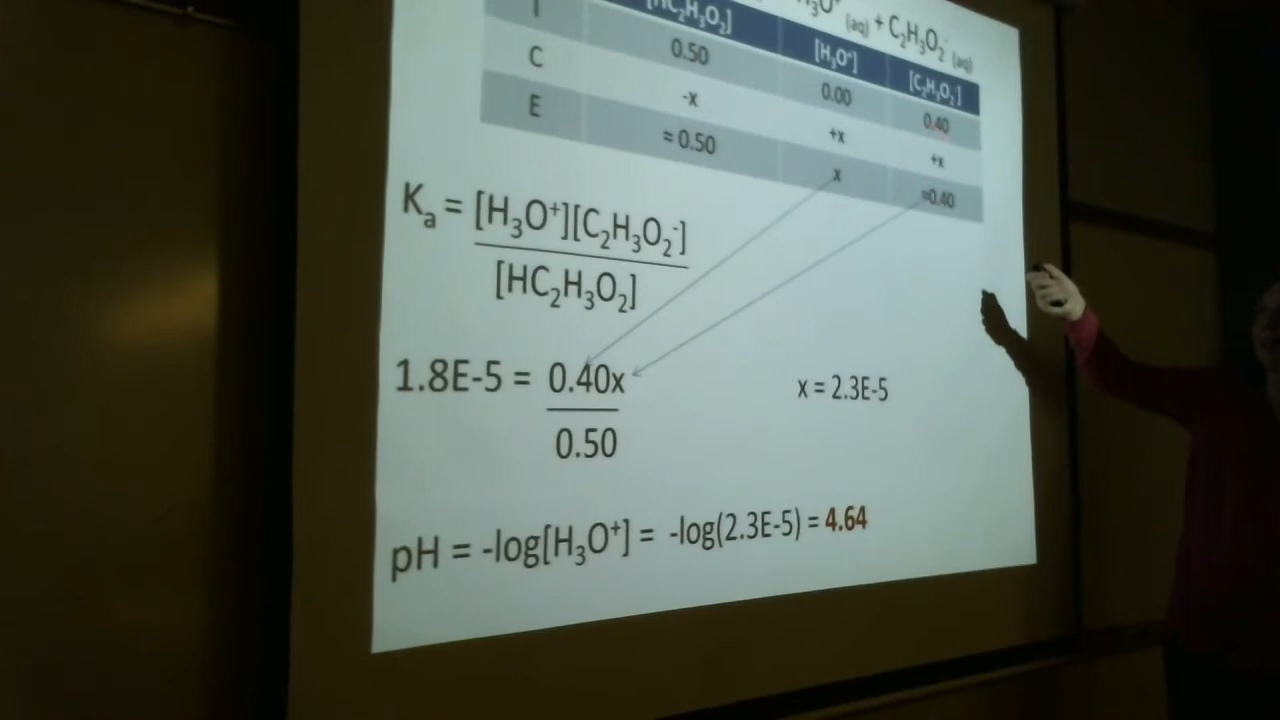 H₃O⁺ (aq) + C₂H₃O₂⁻ (aq)
I [HC₂H₃O₂] [H₃O⁺] [C₂H₃O₂⁻]
0.50 0.00 0.40
C -x +x +x
E ≈ 0.50 x ≈0.40
Kₐ = [H₃O⁺][C₂H₃O₂⁻]
[HC₂H₃O₂]
1.8E-5 = 0.40x x = 2.3E-5
0.50
pH = -log[H₃O⁺] = -log(2.3E-5) = 4.64